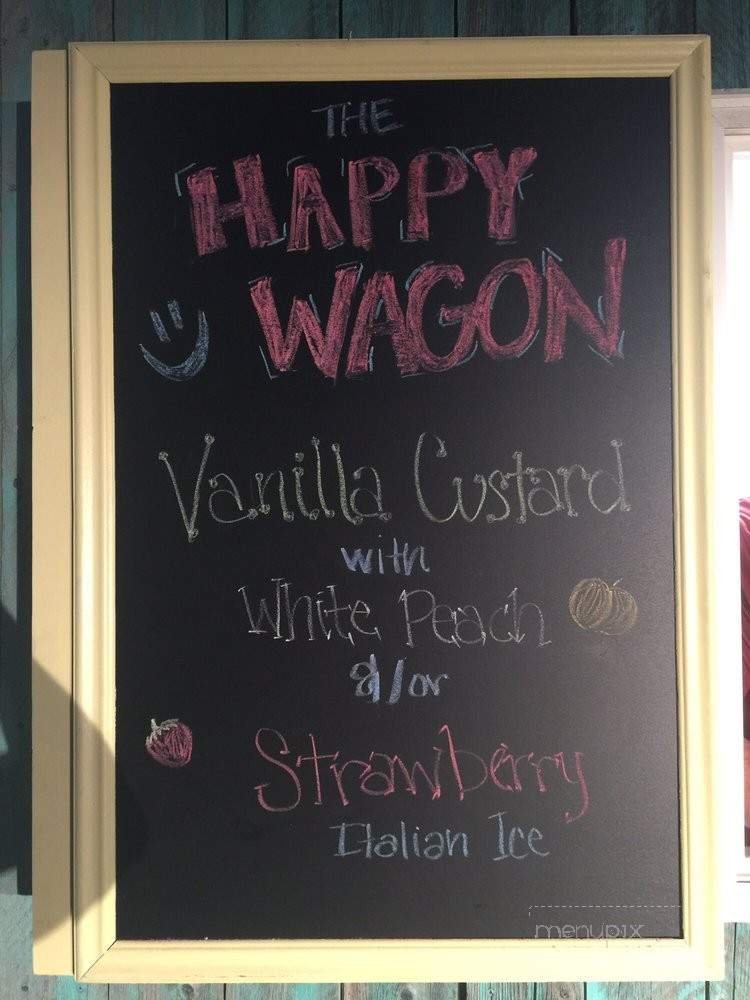 THE
HAPPY
WAGON
Vanilla Custard
with
White Peach
&/or
Strawberry
Italian Ice
menupix